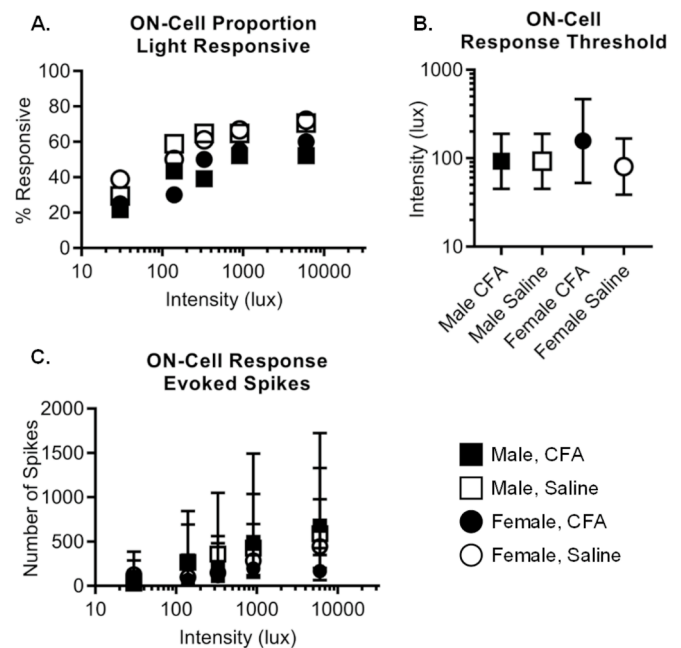 A.
ON-Cell Proportion
Light Responsive
100
80
60
40
20
0
% Responsive
10
100
1000
10000
Intensity (lux)
B.
ON-Cell
Response Threshold
1000
100
10
Intensity (lux)
Male CFA
Male Saline
Female CFA
Female Saline
C.
ON-Cell Response
Evoked Spikes
2000
1500
1000
500
0
Number of Spikes
10
100
1000
10000
Intensity (lux)
Male, CFA
Male, Saline
Female, CFA
Female, Saline